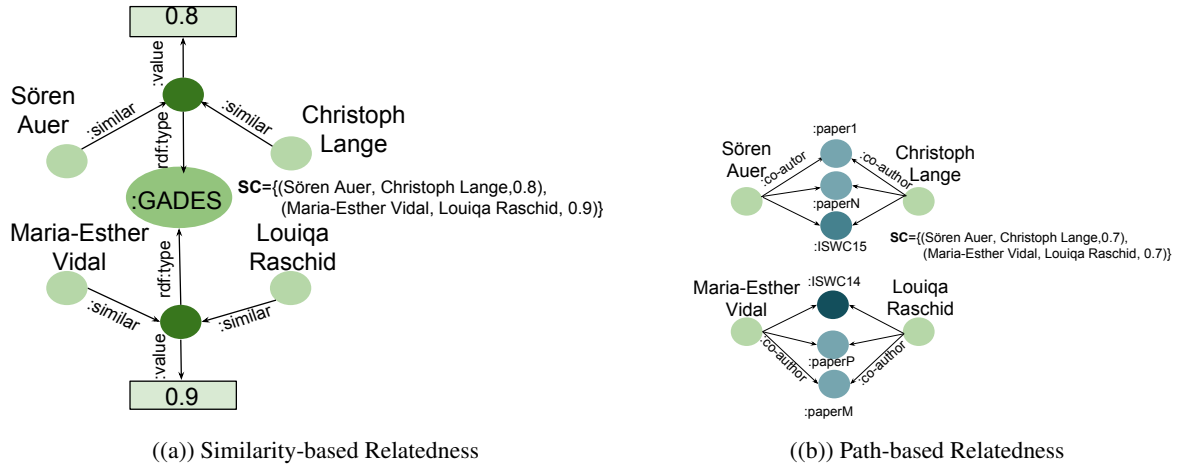 0.8
:value
Sören
Auer
:similar
:similar
Christoph
Lange
rdf:type
:GADES
SC={(Sören Auer, Christoph Lange,0.8),
(Maria-Esther Vidal, Louiqa Raschid, 0.9)}
Maria-Esther
Vidal
rdf:type
Louiqa
Raschid
:similar
:similar
:value
0.9
((a)) Similarity-based Relatedness
:paper1
Sören
Auer
:co-autor
:co-author
Christoph
Lange
:paperN
:ISWC15
SC={(Sören Auer, Christoph Lange,0.7),
(Maria-Esther Vidal, Louiqa Raschid, 0.7)}
:ISWC14
Maria-Esther
Vidal
Louiqa
Raschid
:co-author
:paperP
:co-author
:paperM
((b)) Path-based Relatedness